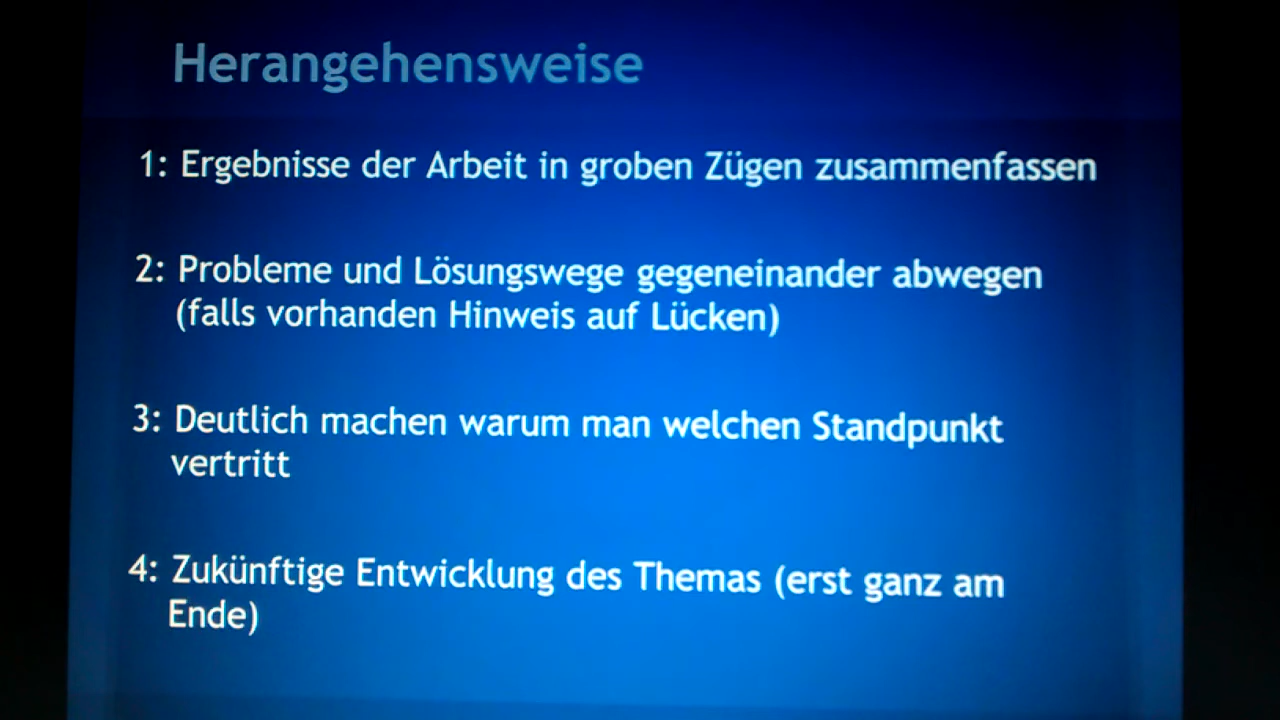 Herangehensweise
1: Ergebnisse der Arbeit in groben Zügen zusammenfassen
2: Probleme und Lösungswege gegeneinander abwegen
(falls vorhanden Hinweis auf Lücken)
3: Deutlich machen warum man welchen Standpunkt
vertritt
4: Zukünftige Entwicklung des Themas (erst ganz am
Ende)